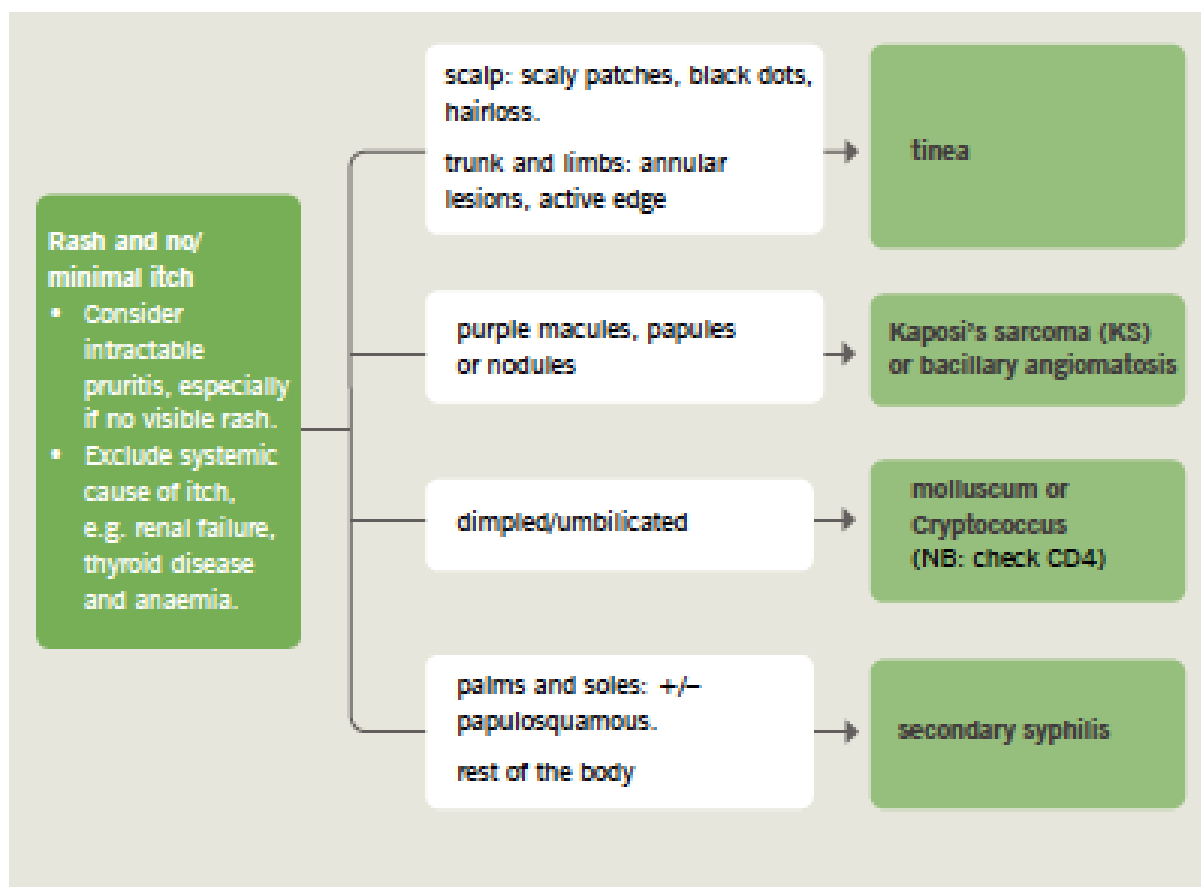 Rash and no/
minimal itch
• Consider
intractable
pruritis, especially
if no visible rash.
• Exclude systemic
cause of itch,
e.g. renal failure,
thyroid disease
and anaemia.
scalp: scaly patches, black dots,
hairloss.
trunk and limbs: annular
lesions, active edge
tinea
purple macules, papules
or nodules
Kaposi's sarcoma (KS)
or bacillary angiomatosis
dimpled/umbilicated
molluscum or
Cryptococcus
(NB: check CD4)
palms and soles: +/–
papulosquamous.
rest of the body
secondary syphilis